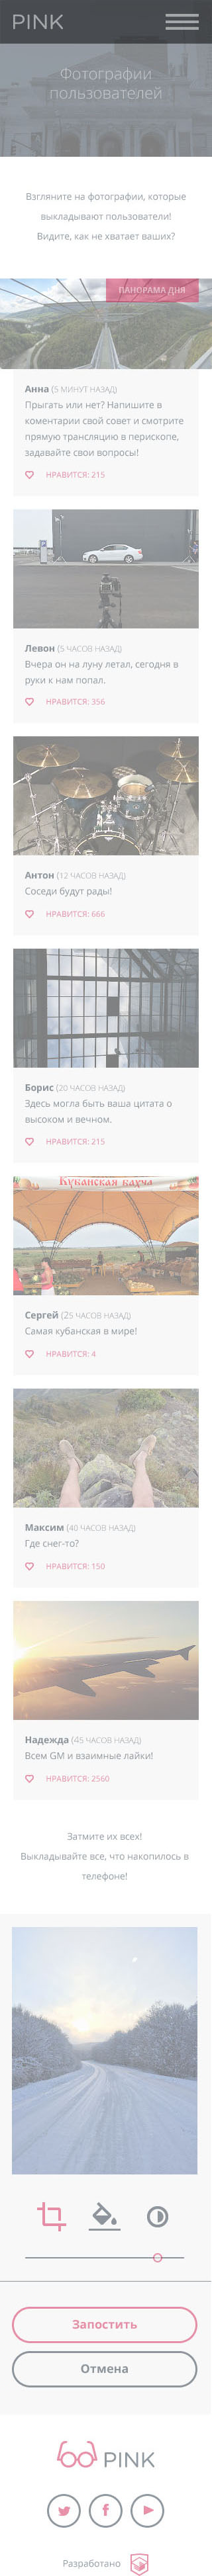 PINK
Фотографии
пользователей
Взгляните на фотографии, которые
выкладывают пользователи!
Видите, как не хватает ваших?
ПАНОРАМА ДНЯ
Анна (5 МИНУТ НАЗАД)
Прыгать или нет? Напишите в
коментарии свой совет и смотрите
прямую трансляцию в перископе,
задавайте свои вопросы!
НРАВИТСЯ: 215
Левон (5 ЧАСОВ НАЗАД)
Вчера он на луну летал, сегодня в
руки к нам попал.
НРАВИТСЯ: 356
Антон (12 ЧАСОВ НАЗАД)
Соседи будут рады!
НРАВИТСЯ: 666
Борис (20 ЧАСОВ НАЗАД)
Здесь могла быть ваша цитата о
высоком и вечном.
НРАВИТСЯ: 215
Кубанская бахча
Сергей (25 ЧАСОВ НАЗАД)
Самая кубанская в мире!
НРАВИТСЯ: 4
Максим (40 ЧАСОВ НАЗАД)
Где снег-то?
НРАВИТСЯ: 150
Надежда (45 ЧАСОВ НАЗАД)
Всем GM и взаимные лайки!
НРАВИТСЯ: 2560
Затмите их всех!
Выкладывайте все, что накопилось в
телефоне!
Запостить
Отмена
PINK
Разработано